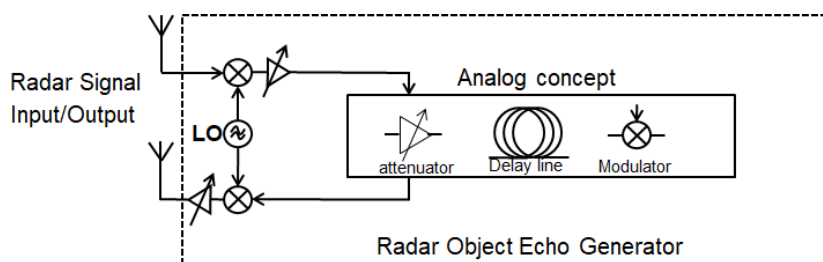 Radar Signal
Input/Output
LO
Analog concept
attenuator
Delay line
Modulator
Radar Object Echo Generator